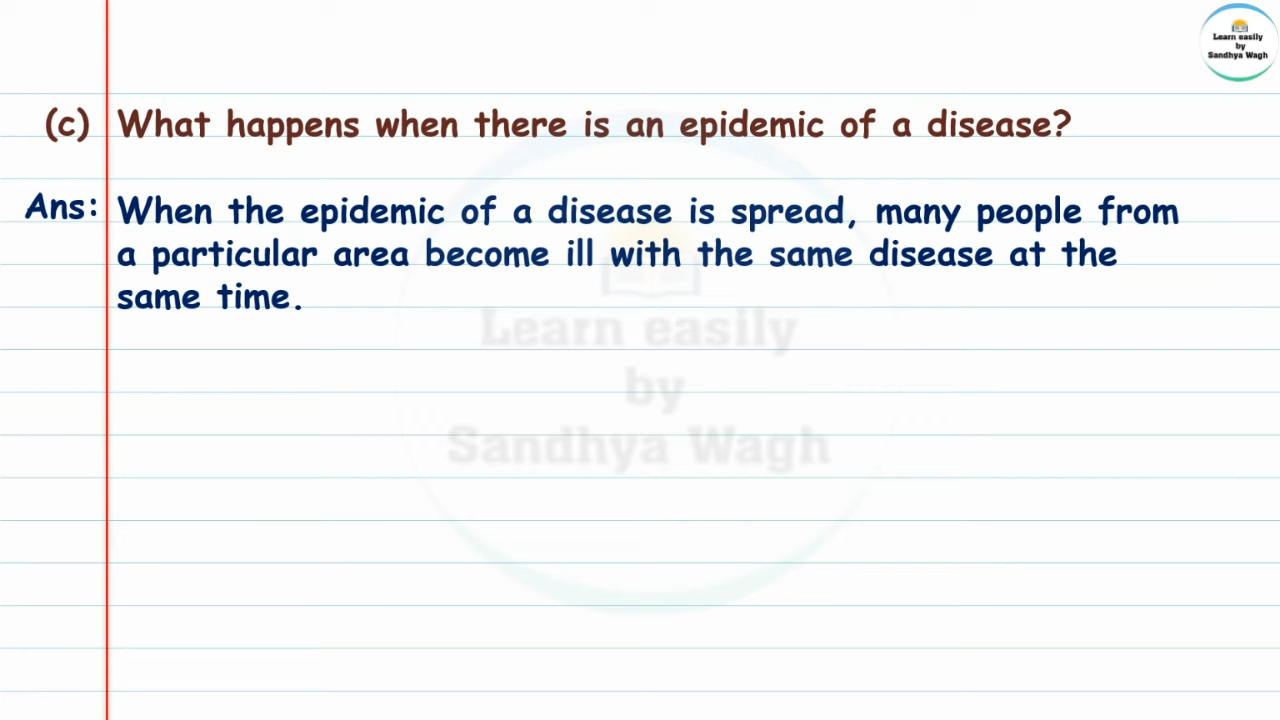 Learn easily
by
Sandhya Wagh
(c) What happens when there is an epidemic of a disease?
Ans: When the epidemic of a disease is spread, many people from
a particular area become ill with the same disease at the
same time.
Learn easily
by
Sandhya Wagh